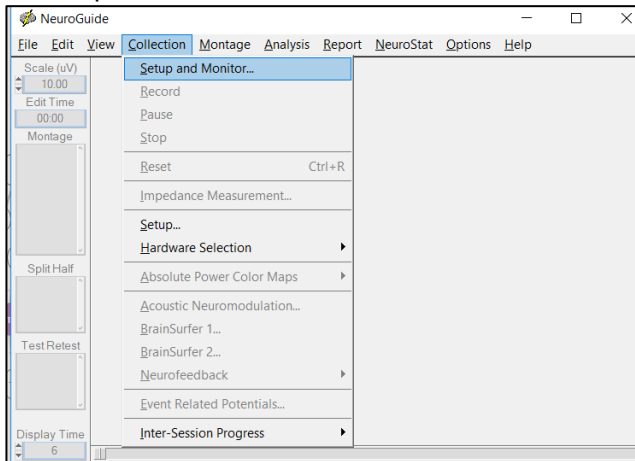 NeuroGuide
File Edit View Collection Montage Analysis Report NeuroStat Options Help
Scale (uV)
10.00
Edit Time
00:00
Montage
Split Half
Test Retest
Display Time
6
Setup and Monitor...
Record
Pause
Stop
Reset Ctrl+R
Impedance Measurement...
Setup...
Hardware Selection
Absolute Power Color Maps
Acoustic Neuromodulation...
BrainSurfer 1...
BrainSurfer 2...
Neurofeedback
Event Related Potentials...
Inter-Session Progress